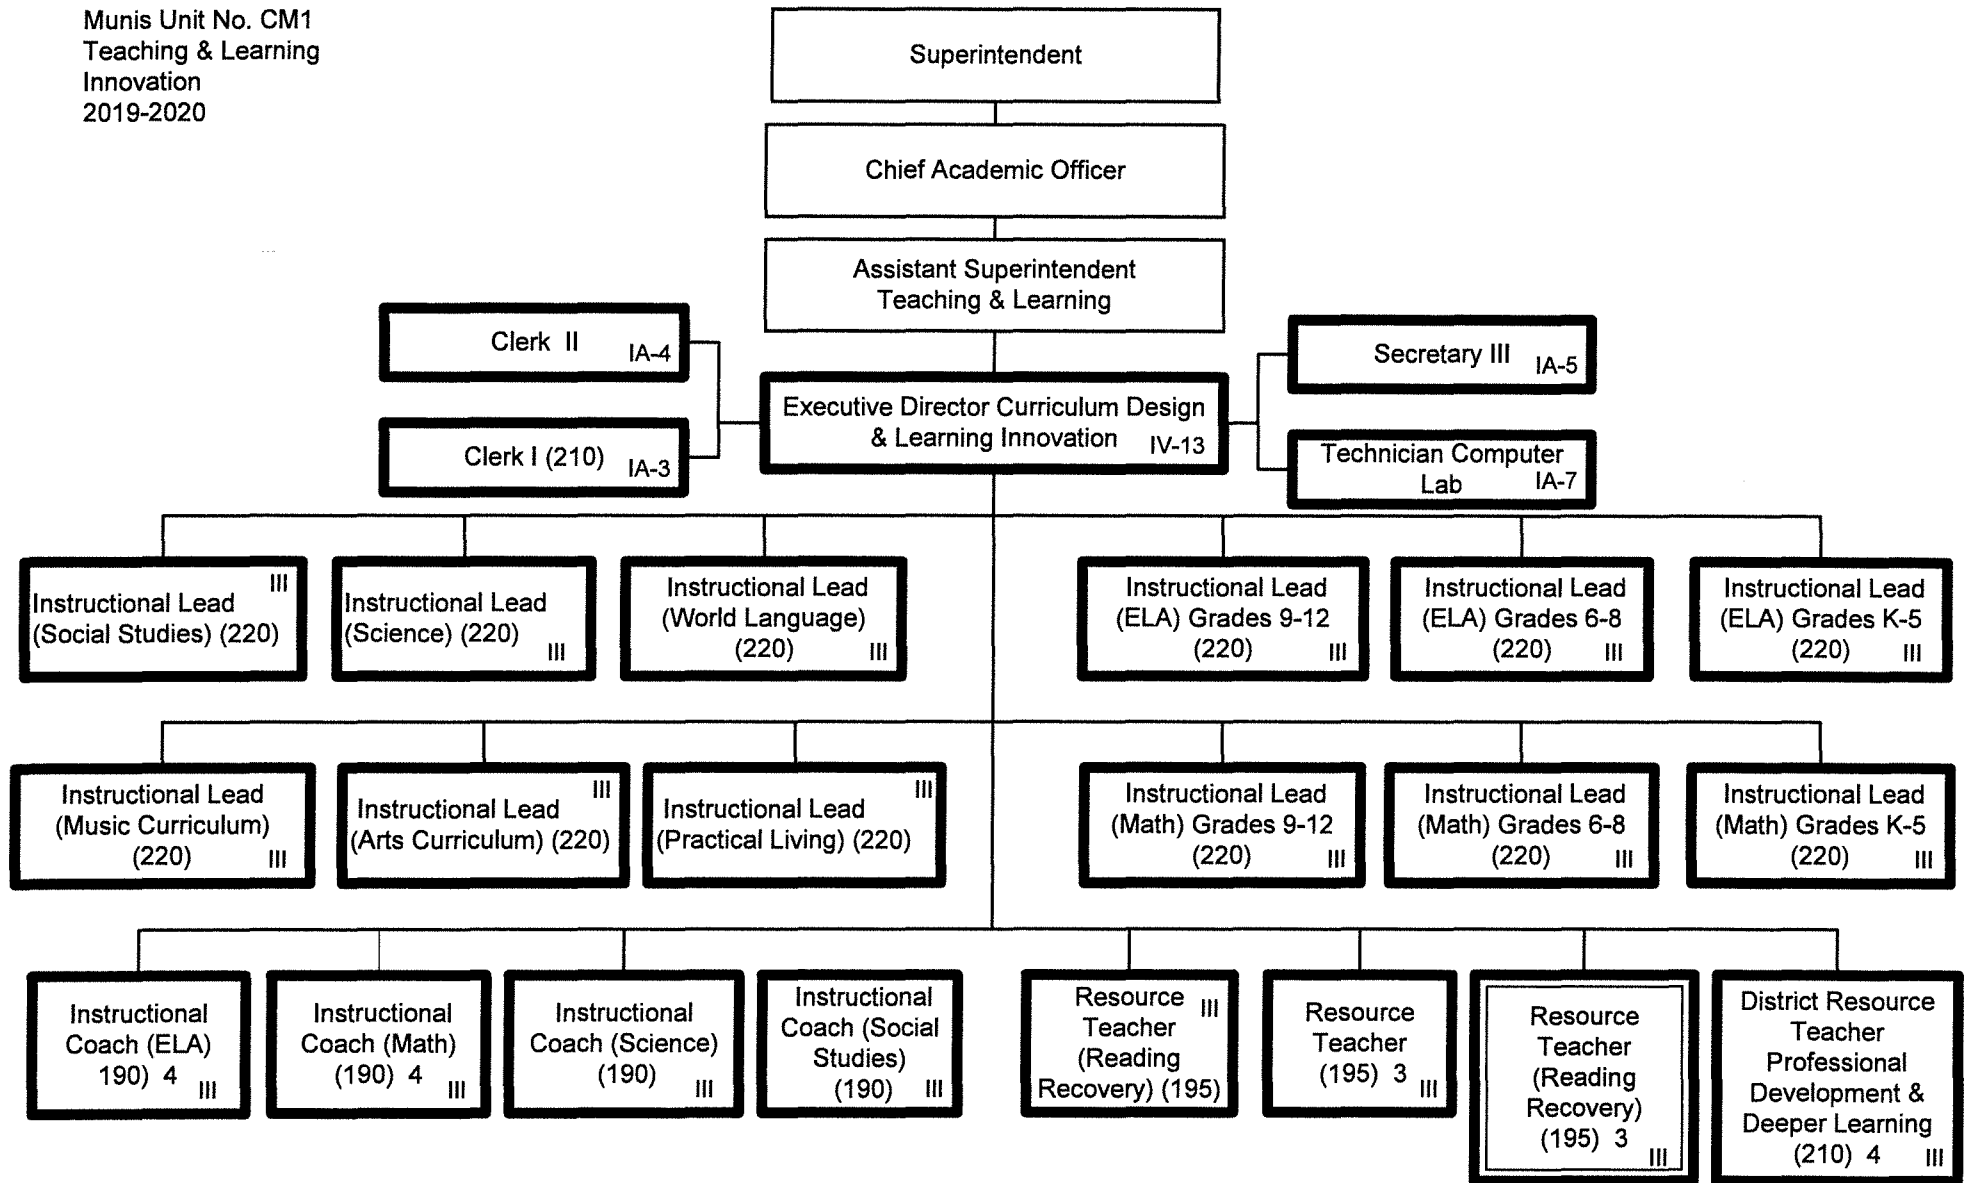 Munis Unit No. CM1
Teaching & Learning
Innovation
2019-2020
Superintendent
Chief Academic Officer
Assistant Superintendent
Teaching & Learning
Clerk II
IA-4
Secretary III
IA-5
Executive Director Curriculum Design
& Learning Innovation
IV-13
Clerk I (210)
IA-3
Technician Computer
Lab
IA-7
III
Instructional Lead
(Social Studies) (220)
Instructional Lead
(Science) (220)
III
Instructional Lead
(World Language)
(220)
III
Instructional Lead
(ELA) Grades 9-12
(220)
III
Instructional Lead
(ELA) Grades 6-8
(220)
III
Instructional Lead
(ELA) Grades K-5
(220)
III
Instructional Lead
(Music Curriculum)
(220)
III
III
Instructional Lead
(Arts Curriculum) (220)
III
Instructional Lead
(Practical Living) (220)
Instructional Lead
(Math) Grades 9-12
(220)
III
Instructional Lead
(Math) Grades 6-8
(220)
III
Instructional Lead
(Math) Grades K-5
(220)
III
Instructional
Coach (ELA)
190) 4
III
Instructional
Coach (Math)
(190) 4
III
Instructional
Coach (Science)
(190)
III
Instructional
Coach (Social
Studies)
(190)
III
Resource
III
Teacher
(Reading
Recovery) (195)
Resource
Teacher
(195) 3
III
Resource
Teacher
(Reading
Recovery)
(195) 3
III
District Resource
Teacher
Professional
Development &
Deeper Learning
(210) 4
III